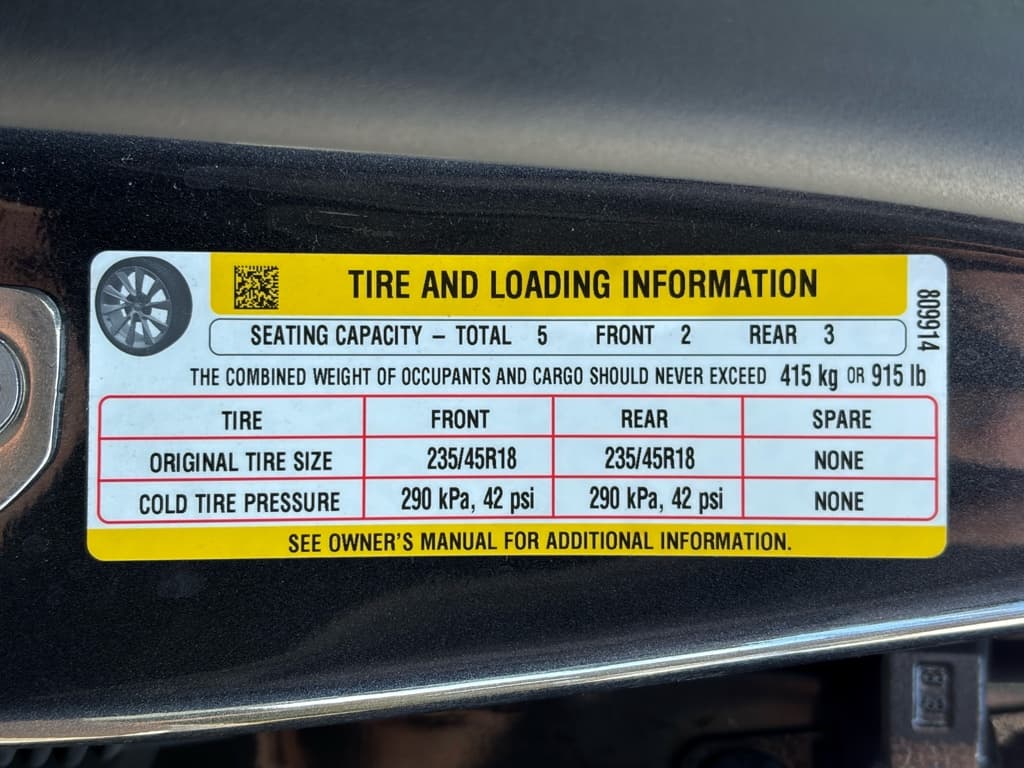 TIRE AND LOADING INFORMATION
809914
SEATING CAPACITY – TOTAL 5 FRONT 2 REAR 3
THE COMBINED WEIGHT OF OCCUPANTS AND CARGO SHOULD NEVER EXCEED 415 kg OR 915 lb
TIRE FRONT REAR SPARE
ORIGINAL TIRE SIZE 235/45R18 235/45R18 NONE
COLD TIRE PRESSURE 290 kPa, 42 psi 290 kPa, 42 psi NONE
SEE OWNER'S MANUAL FOR ADDITIONAL INFORMATION.